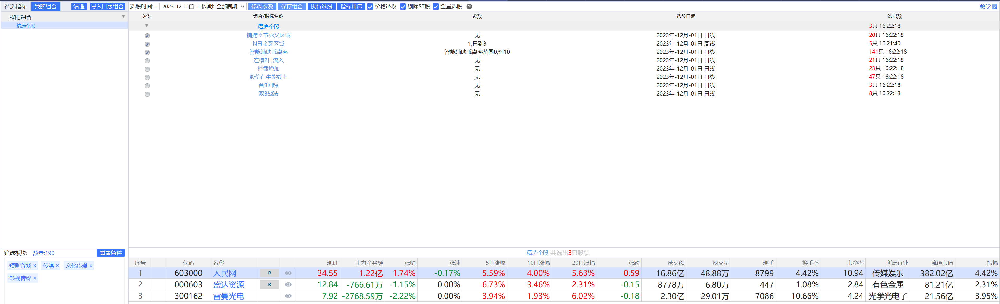 待选指标 我的组合 清理 导入旧版组合 选股时间: - 2023-12-01 + 周期: 全部周期 修改参数 保存组合 执行选股 指标排序 价格还权 剔除ST股 全量选股 ? 教学
我的组合
精选个股
交集 组合/指标名称 参数 选股日期 选出数
精选个股 3只 16:22:18
捕捞季节死叉区域 无 2023年-12月-01日 日线 20只 16:22:18
N日金叉区域 1,日到3 2023年-12月-01日 周线 5只 16:21:40
智能辅助乖离率 智能辅助乖离率范围0,到10 2023年-12月-01日 日线 141只 16:22:18
连续2日流入 无 2023年-12月-01日 日线 21只 16:22:18
控盘增加 无 2023年-12月-01日 日线 23只 16:22:18
股价在牛熊线上 无 2023年-12月-01日 日线 47只 16:22:18
首B回踩 无 2023年-12月-01日 日线 3只 16:22:18
双B战法 无 2023年-12月-01日 日线 8只 16:22:18
筛选板块: 数量:190 重置条件
短剧游戏 × 传媒 × 文化传媒 ×
影视传媒 ×
精选个股 共选出3只股票
序号 代码 名称 现价 主力净买额 涨幅 涨速 5日涨幅 10日涨幅 20日涨幅 涨跌 成交额 成交量 现手 换手率 市净率 所属行业 流通市值 振幅
1 603000 人民网 R 34.55 1.22亿 1.74% -0.17% 5.59% 4.00% 5.63% 0.59 16.86亿 48.88万 8799 4.42% 10.94 传媒娱乐 382.02亿 4.42%
2 000603 盛达资源 R 12.84 -766.61万 -1.15% 0.00% 6.73% 3.46% 2.31% -0.15 8778万 6.80万 447 1.08% 2.84 有色金属 81.21亿 2.31%
3 300162 雷曼光电 7.92 -2768.59万 -2.22% 0.00% 3.94% 1.93% 6.02% -0.18 2.30亿 29.01万 7086 10.66% 4.24 光学光电子 21.56亿 3.95%